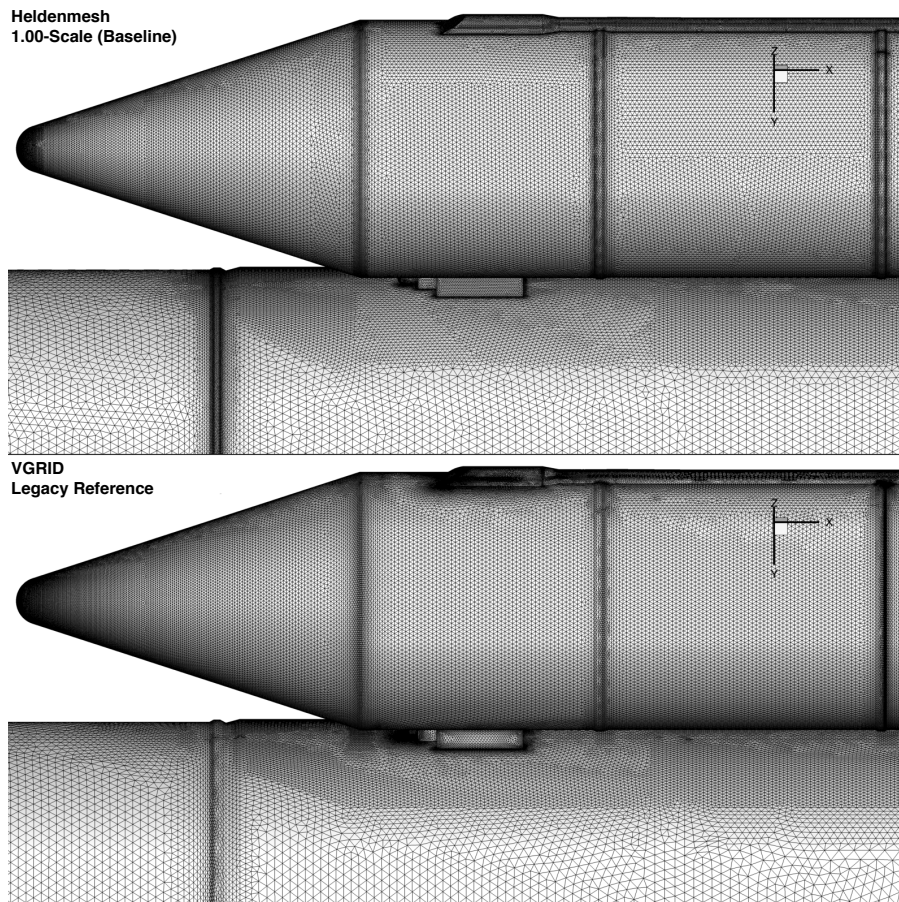 Heldenmesh
1.00-Scale (Baseline)
Z
X
Y
VGRID
Legacy Reference
Z
X
Y